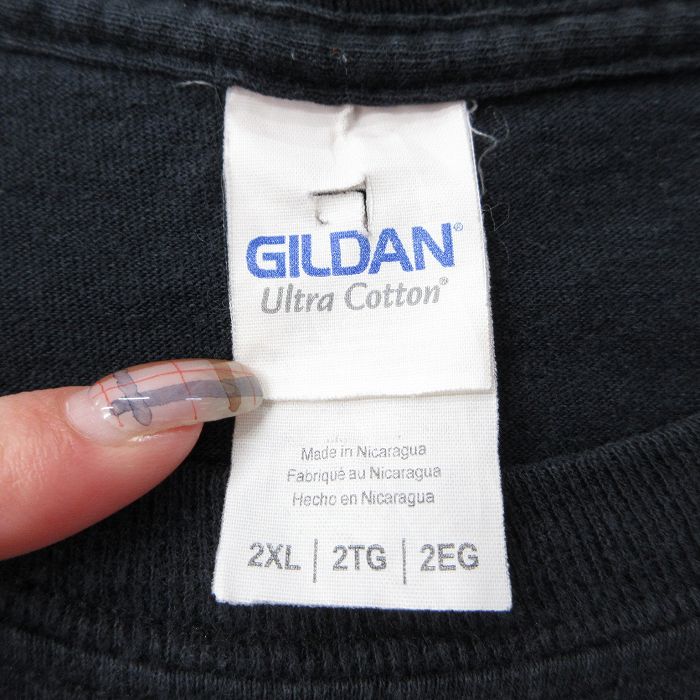 GILDAN®
Ultra Cotton®
Made in Nicaragua
Fabriqué au Nicaragua
Hecho en Nicaragua
2XL | 2TG | 2EG